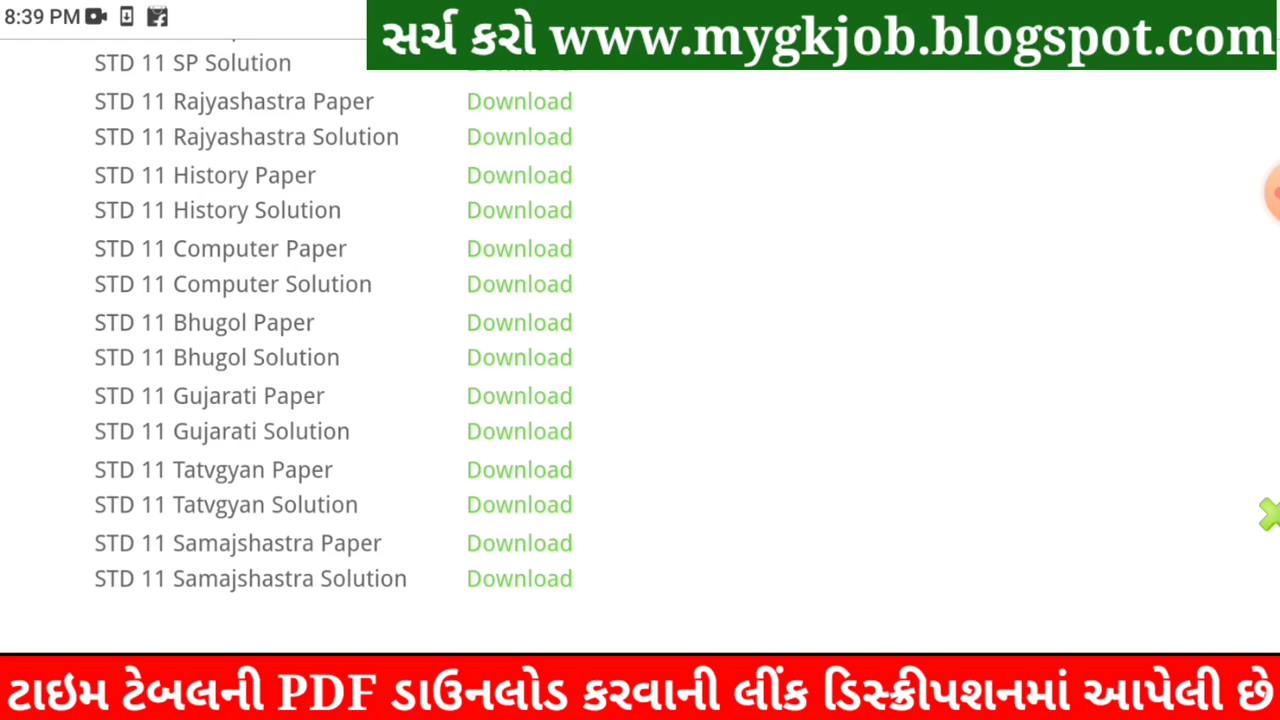 8:39 PM
સર્ચ કરો www.mygkjob.blogspot.com
STD 11 SP Solution
STD 11 Rajyashastra Paper Download
STD 11 Rajyashastra Solution Download
STD 11 History Paper Download
STD 11 History Solution Download
STD 11 Computer Paper Download
STD 11 Computer Solution Download
STD 11 Bhugol Paper Download
STD 11 Bhugol Solution Download
STD 11 Gujarati Paper Download
STD 11 Gujarati Solution Download
STD 11 Tatvgyan Paper Download
STD 11 Tatvgyan Solution Download
STD 11 Samajshastra Paper Download
STD 11 Samajshastra Solution Download
ટાઇમ ટેબલની PDF ડાઉનલોડ કરવાની લીંક ડિસ્ક્રીપશનમાં આપેલી છે